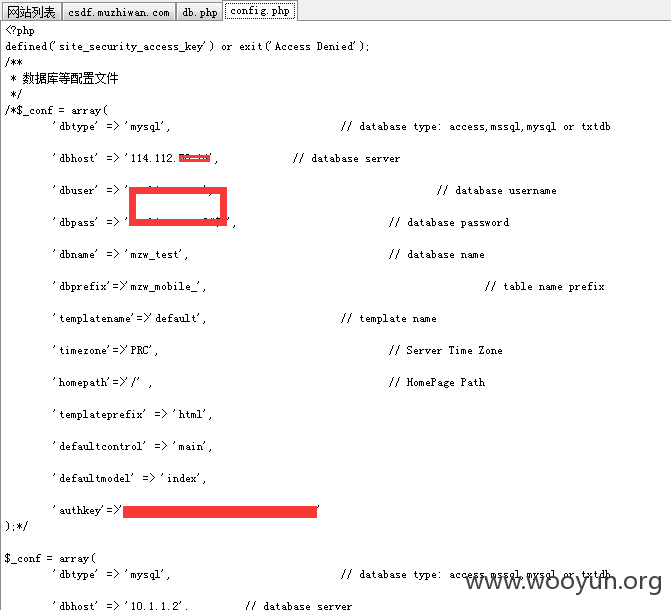 网站列表 csdf.muzhiwan.com db.php config.php
<?php
defined('site_security_access_key') or exit('Access Denied');
/**
 * 数据库等配置文件
 */
/*$_conf = array(
'dbtype' => 'mysql', // database type: access,mssql,mysql or txtdb
'dbhost' => '114.112. ', // database server
'dbuser' => ' // database username
'dbpass' => ' ', // database password
'dbname' => 'mzw_test', // database name
'dbprefix'=>'mzw_mobile_', // table name prefix
'templatename'=>'default', // template name
'timezone'=>'PRC', // Server Time Zone
'homepath'=>'/' , // HomePage Path
'templateprefix' => 'html',
'defaultcontrol' => 'main',
'defaultmodel' => 'index',
'authkey'=>' '
);*/
$_conf = array(
'dbtype' => 'mysql', // database type: access,mssql,mysql or txtdb
'dbhost' => '10.1.1.2', // database server
www.wooyun.org